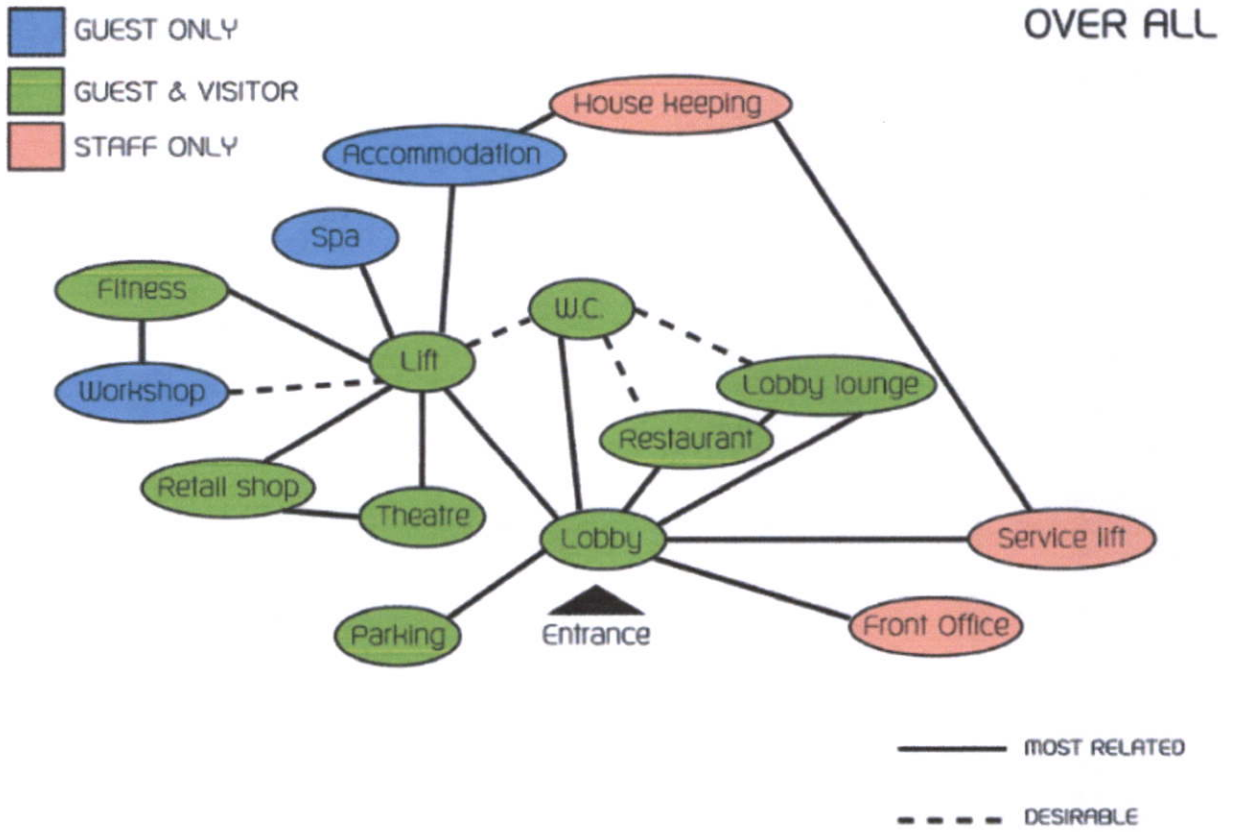 GUEST ONLY
OVER ALL
GUEST & VISITOR
STAFF ONLY
House keeping
Accommodation
Spa
Fitness
W.C.
Lift
Workshop
Lobby lounge
Restaurant
Retail shop
Theatre
Lobby
Service lift
Parking
Entrance
Front Office
MOST RELATED
DESIRABLE